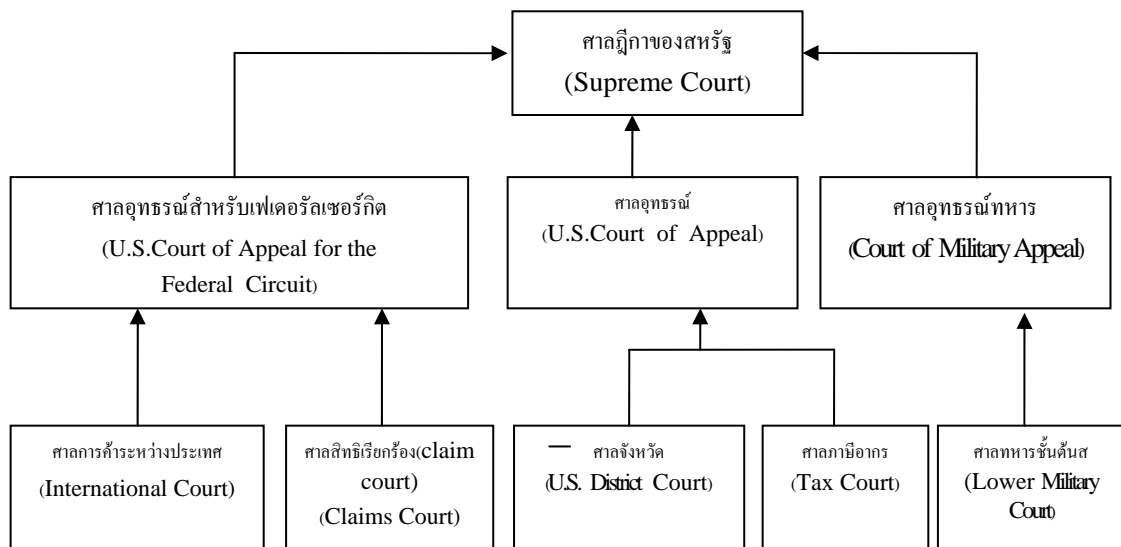 ศาลฎีกาของสหรัฐ
(Supreme Court)
ศาลอุทธรณ์สำหรับเฟเดอรัลเซอร์กิต
(U.S.Court of Appeal for the
Federal Circuit)
ศาลอุทธรณ์
(U.S.Court of Appeal)
ศาลอุทธรณ์ทหาร
(Court of Military Appeal)
ศาลการค้าระหว่างประเทศ
(International Court)
ศาลสิทธิเรียกร้อง(claim
court)
(Claims Court)
ศาลจังหวัด
(U.S. District Court)
ศาลภาษีอากร
(Tax Court)
ศาลทหารชั้นต้นส
(Lower Military
Court)